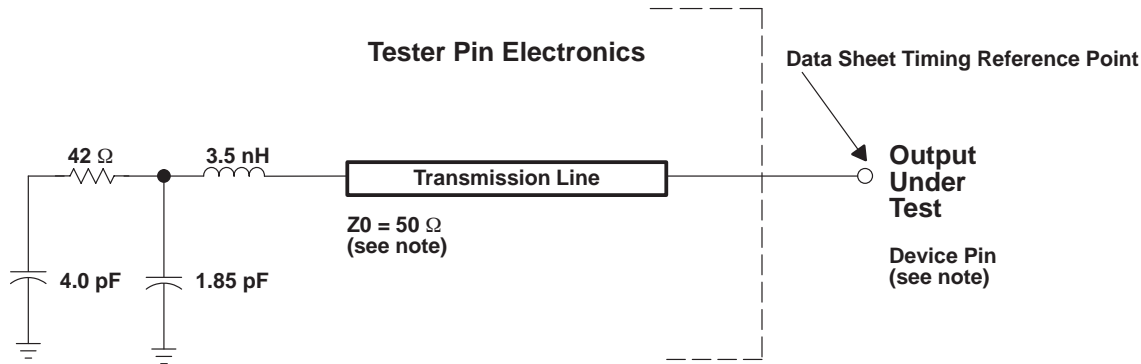 Tester Pin Electronics
Data Sheet Timing Reference Point
42 Ω
3.5 nH
Transmission Line
Output
Under
Test
Z0 = 50 Ω
(see note)
Device Pin
(see note)
4.0 pF
1.85 pF